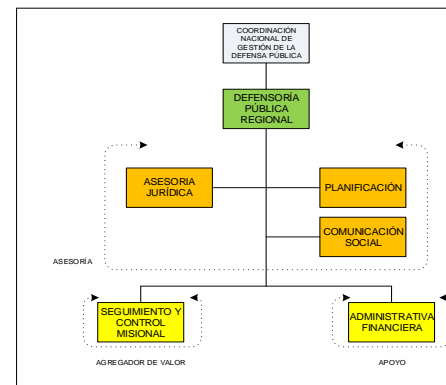 COORDINACIÓN
NACIONAL DE
GESTIÓN DE LA
DEFENSA PÚBLICA
DEFENSORÍA
PÚBLICA
REGIONAL
ASESORIA
JURÍDICA
PLANIFICACIÓN
COMUNICACIÓN
SOCIAL
ASESORÍA
SEGUIMIENTO Y
CONTROL
MISIONAL
ADMINISTRATIVA
FINANCIERA
AGREGADOR DE VALOR
APOYO